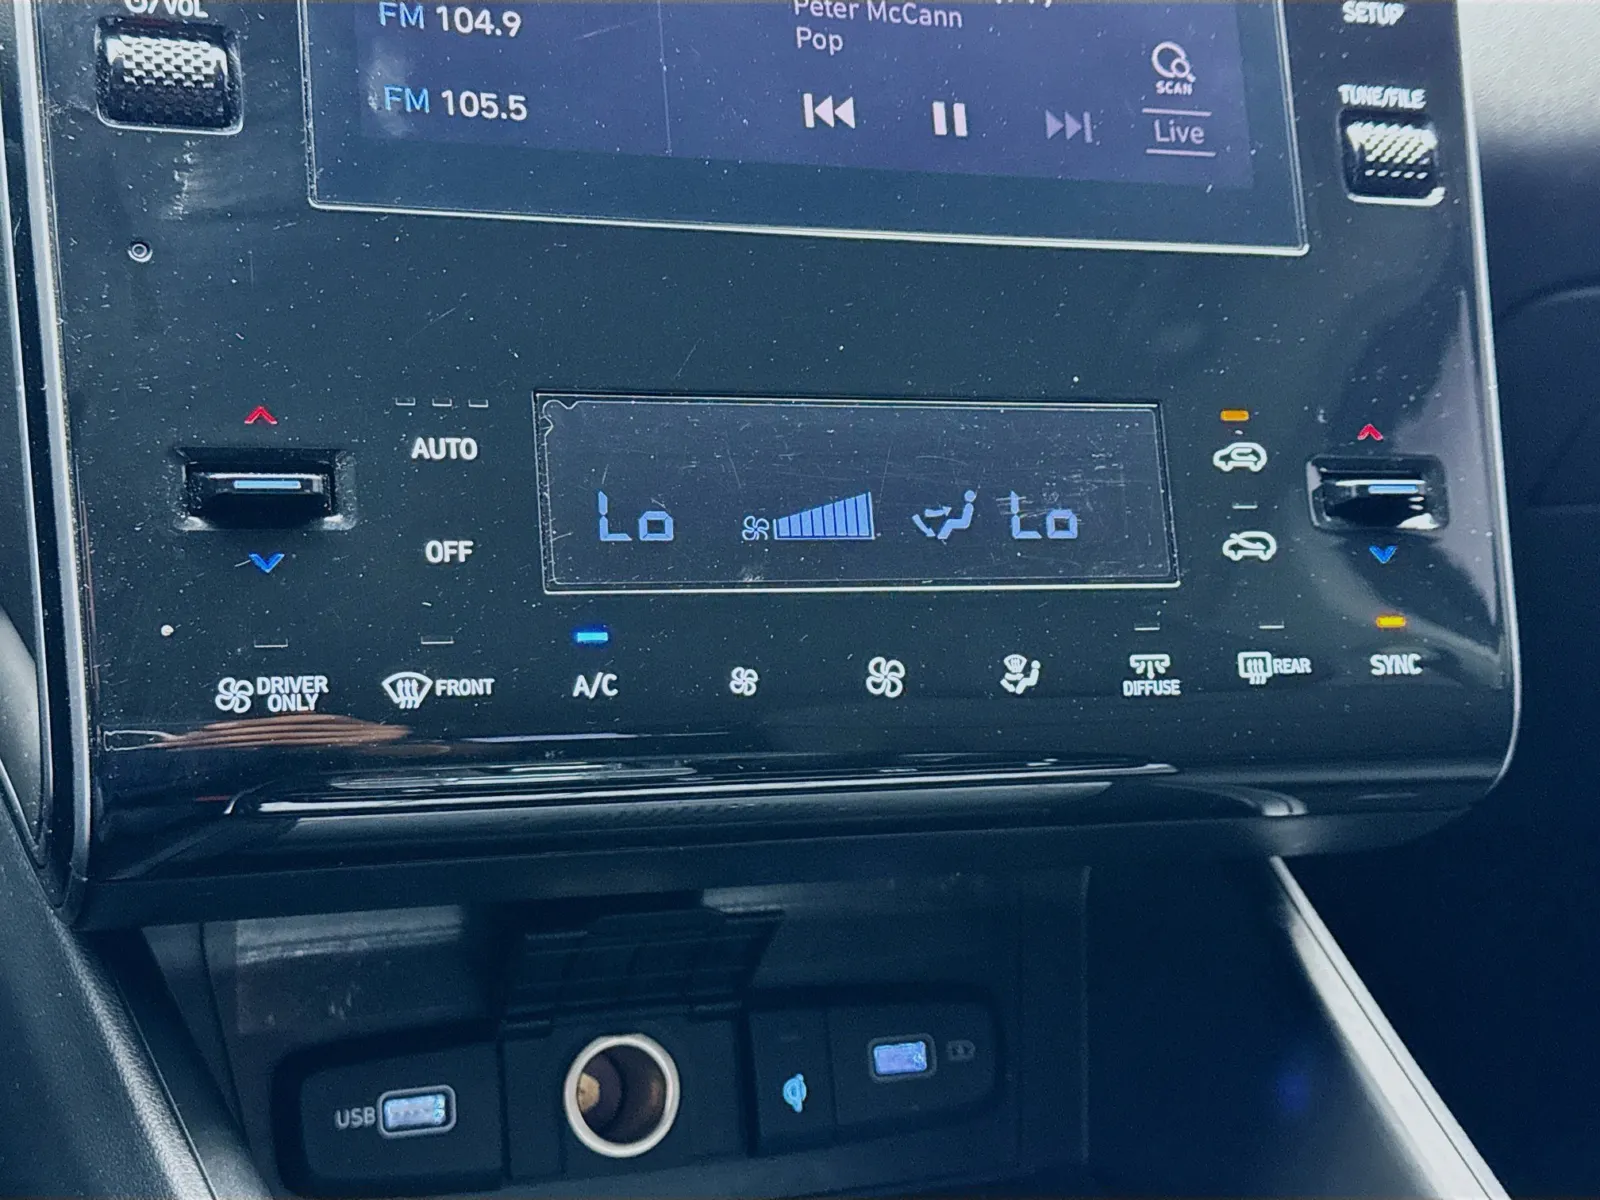 /VOL
FM 104.9
FM 105.5
Peter McCann
Pop
SCAN
Live
SETUP
TUNE/FILE
AUTO
OFF
Lo
Lo
DRIVER
ONLY
FRONT
A/C
DIFFUSE
REAR
SYNC
USB